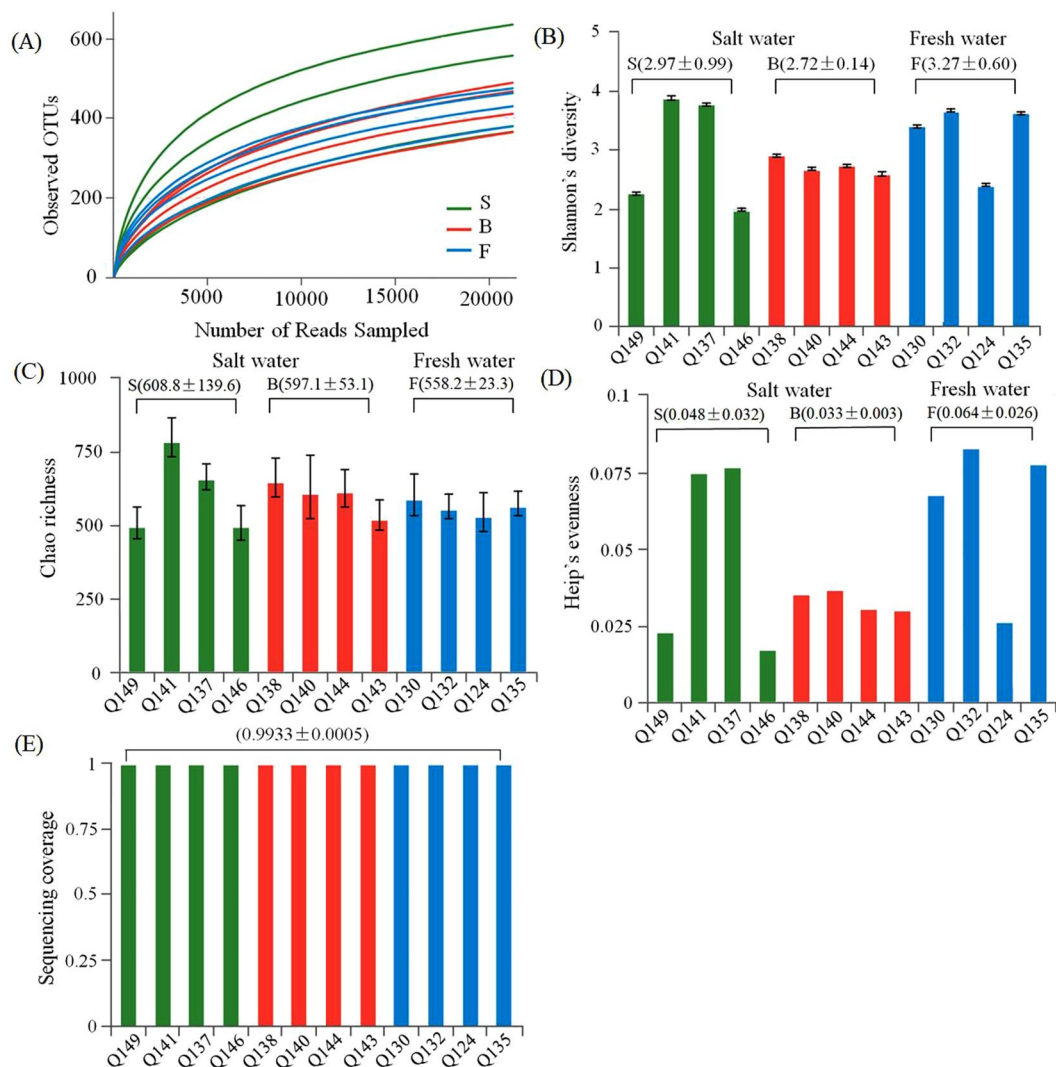 (A)
600
400
200
0
Observed OTUs
S
B
F
5000 10000 15000 20000
Number of Reads Sampled
(B)
Salt water Fresh water
S(2.97±0.99) B(2.72±0.14) F(3.27±0.60)
5
4
3
2
1
0
Shannon's diversity
Q149 Q141 Q137 Q146 Q138 Q140 Q144 Q143 Q130 Q132 Q124 Q135
(C)
Salt water Fresh water
S(608.8±139.6) B(597.1±53.1) F(558.2±23.3)
1000
750
500
250
0
Chao richness
Q149 Q141 Q137 Q146 Q138 Q140 Q144 Q143 Q130 Q132 Q124 Q135
(D)
Salt water Fresh water
S(0.048±0.032) B(0.033±0.003) F(0.064±0.026)
0.1
0.075
0.05
0.025
0
Heip`s evenness
Q149 Q141 Q137 Q146 Q138 Q140 Q144 Q143 Q130 Q132 Q124 Q135
(E)
(0.9933±0.0005)
1
0.75
0.5
0.25
0
Sequencing coverage
Q149 Q141 Q137 Q146 Q138 Q140 Q144 Q143 Q130 Q132 Q124 Q135